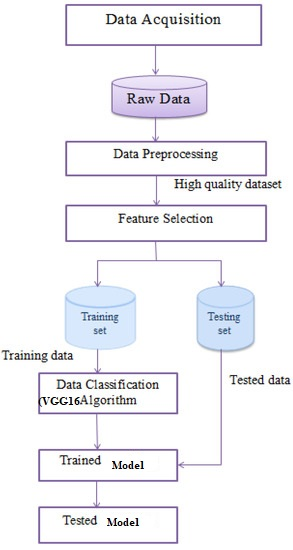 Data Acquisition
Raw Data
Data Preprocessing
High quality dataset
Feature Selection
Training
set
Testing
set
Training data
Tested data
Data Classification
(VGG16Algorithm
Trained Model
Tested Model